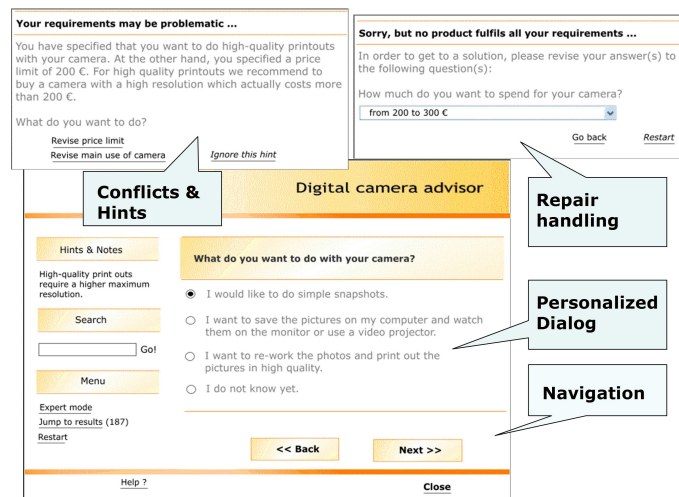 Your requirements may be problematic ...
You have specified that you want to do high-quality printouts
with your camera. At the other hand, you specified a price
limit of 200 €. For high quality printouts we recommend to
buy a camera with a high resolution which actually costs more
than 200 €.
What do you want to do?
Revise price limit
Revise main use of camera
Ignore this hint
Sorry, but no product fulfils all your requirements ...
In order to get to a solution, please revise your answer(s) to
the following question(s):
How much do you want to spend for your camera?
from 200 to 300 €
Go back
Restart
Conflicts &
Hints
Digital camera advisor
Repair
handling
Hints & Notes
High-quality print outs
require a higher maximum
resolution.
Search
Go!
Menu
Expert mode
Jump to results (187)
Restart
What do you want to do with your camera?
I would like to do simple snapshots.
I want to save the pictures on my computer and watch
them on the monitor or use a video projector.
I want to re-work the photos and print out the
pictures in high quality.
I do not know yet.
Personalized
Dialog
Navigation
<< Back
Next >>
Help ?
Close